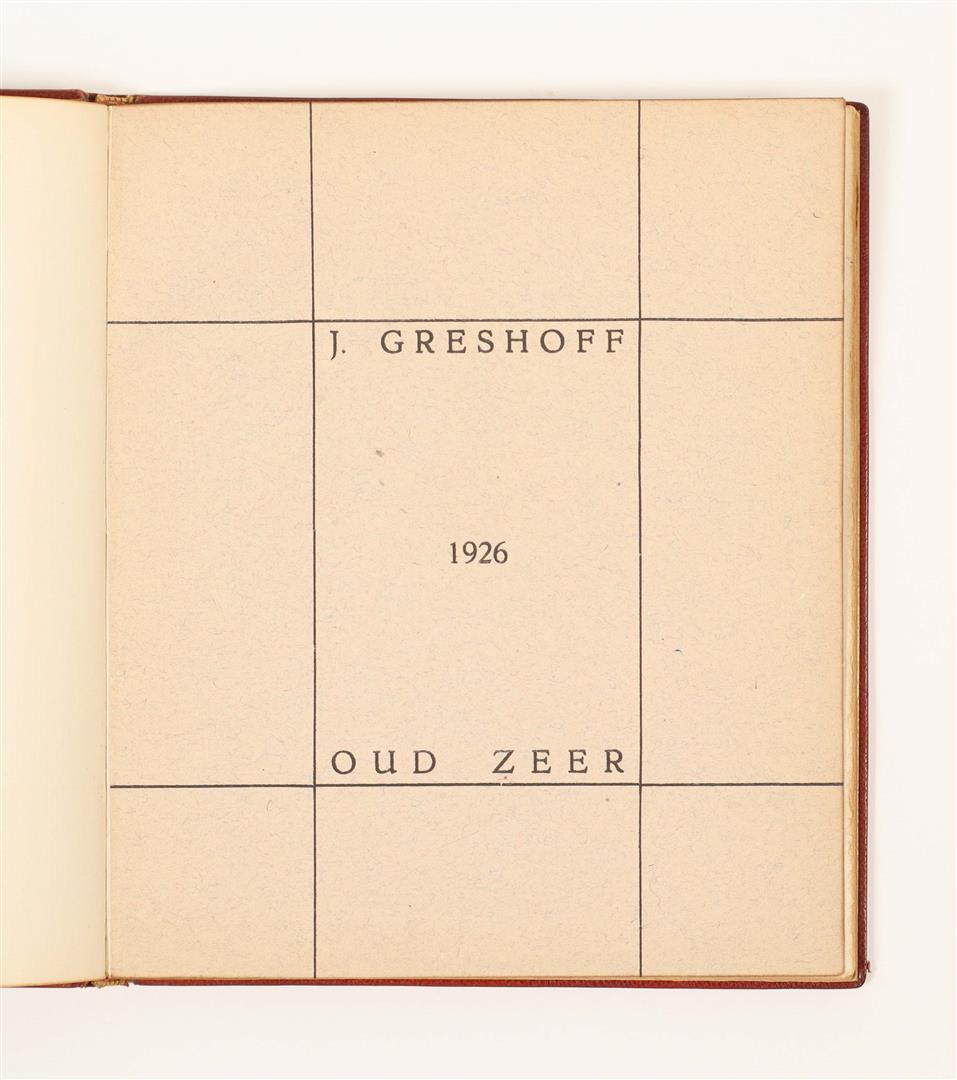 J. GRESHOFF
1926
OUD ZEER